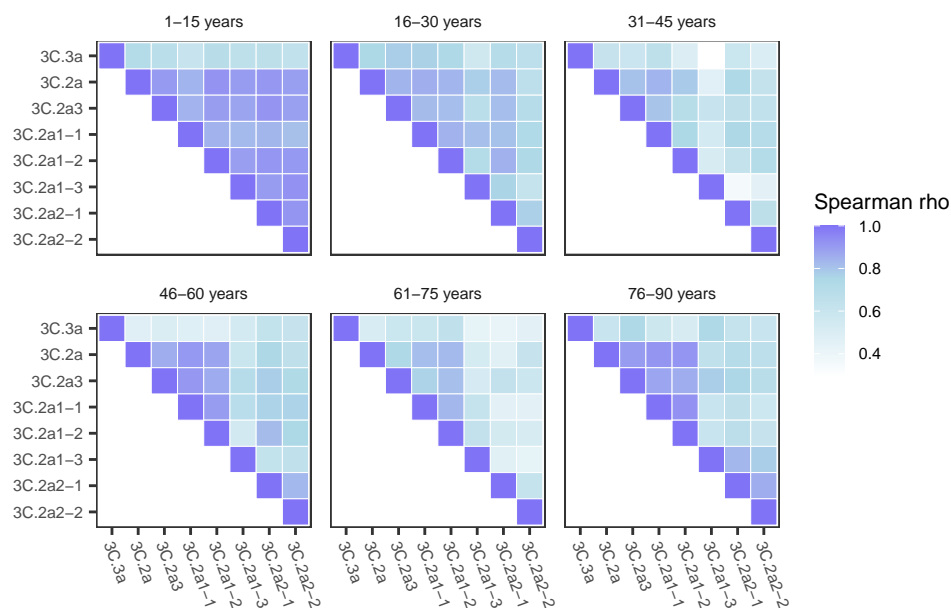 1–15 years
16–30 years
31–45 years
3C.3a
3C.2a
3C.2a3
3C.2a1–1
3C.2a1–2
3C.2a1–3
3C.2a2–1
3C.2a2–2
Spearman rho
1.0
0.8
0.6
0.4
46–60 years
61–75 years
76–90 years
3C.3a
3C.2a
3C.2a3
3C.2a1–1
3C.2a1–2
3C.2a1–3
3C.2a2–1
3C.2a2–2
3C.3a
3C.2a
3C.2a3
3C.2a1–1
3C.2a1–2
3C.2a1–3
3C.2a2–1
3C.2a2–2
3C.3a
3C.2a
3C.2a3
3C.2a1–1
3C.2a1–2
3C.2a1–3
3C.2a2–1
3C.2a2–2
3C.3a
3C.2a
3C.2a3
3C.2a1–1
3C.2a1–2
3C.2a1–3
3C.2a2–1
3C.2a2–2